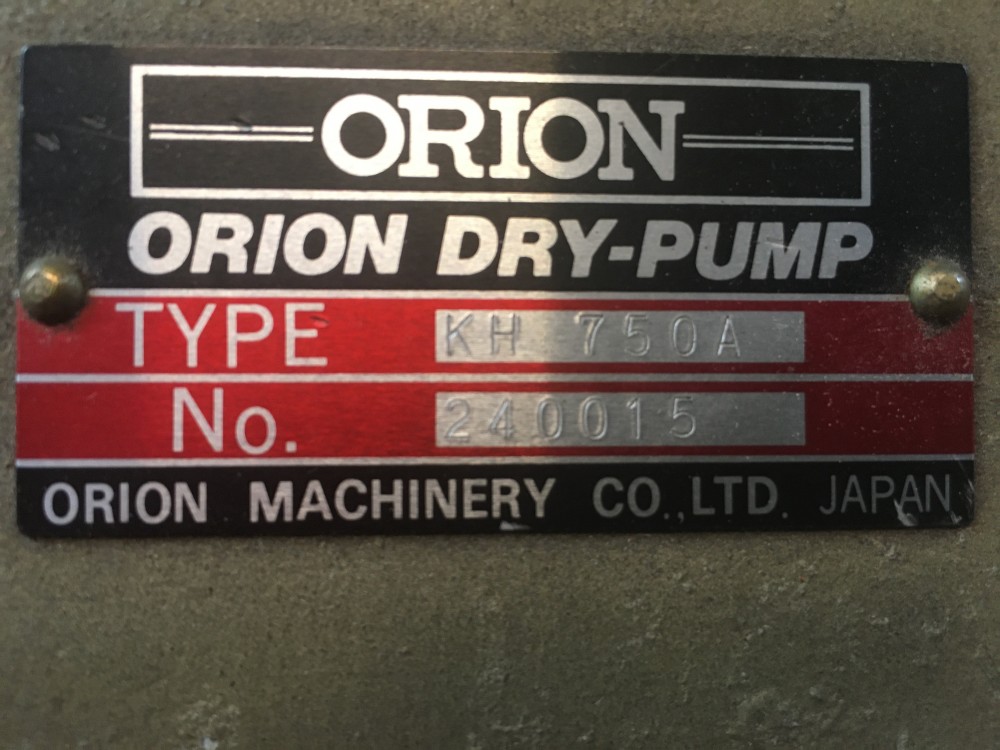 ORION
ORION DRY-PUMP
TYPE KH 750A
No. 240015
ORION MACHINERY CO.,LTD. JAPAN